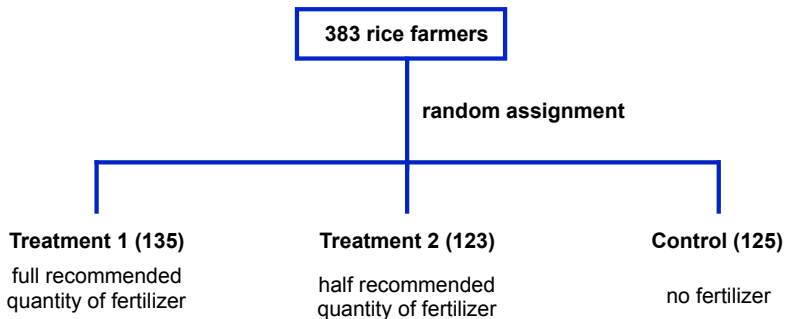 383 rice farmers
random assignment
Treatment 1 (135)
full recommended
quantity of fertilizer
Treatment 2 (123)
half recommended
quantity of fertilizer
Control (125)
no fertilizer